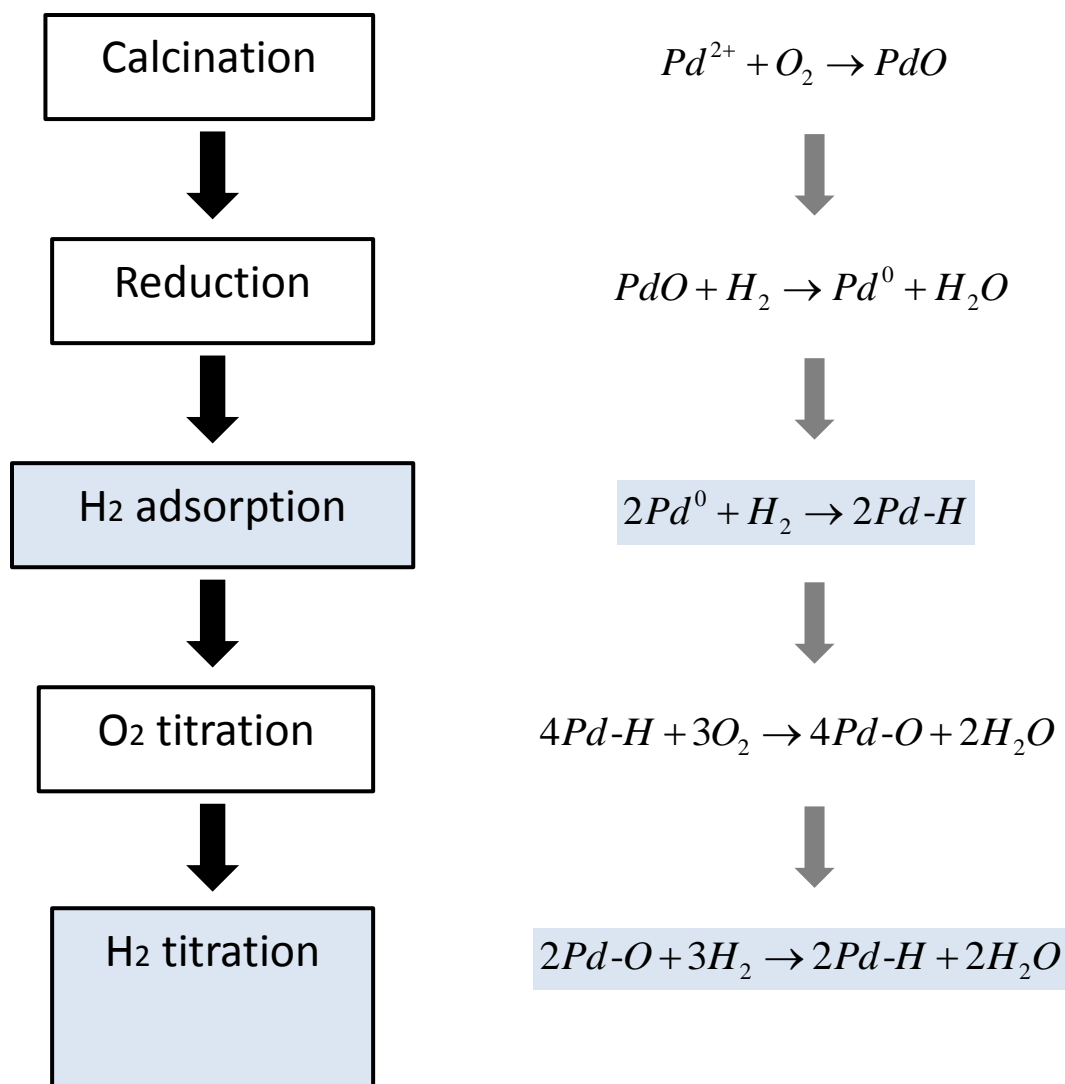 Calcination
Pd²⁺ + O₂ → PdO
Reduction
PdO + H₂ → Pd⁰ + H₂O
H₂ adsorption
2Pd⁰ + H₂ → 2Pd-H
O₂ titration
4Pd-H + 3O₂ → 4Pd-O + 2H₂O
H₂ titration
2Pd-O + 3H₂ → 2Pd-H + 2H₂O